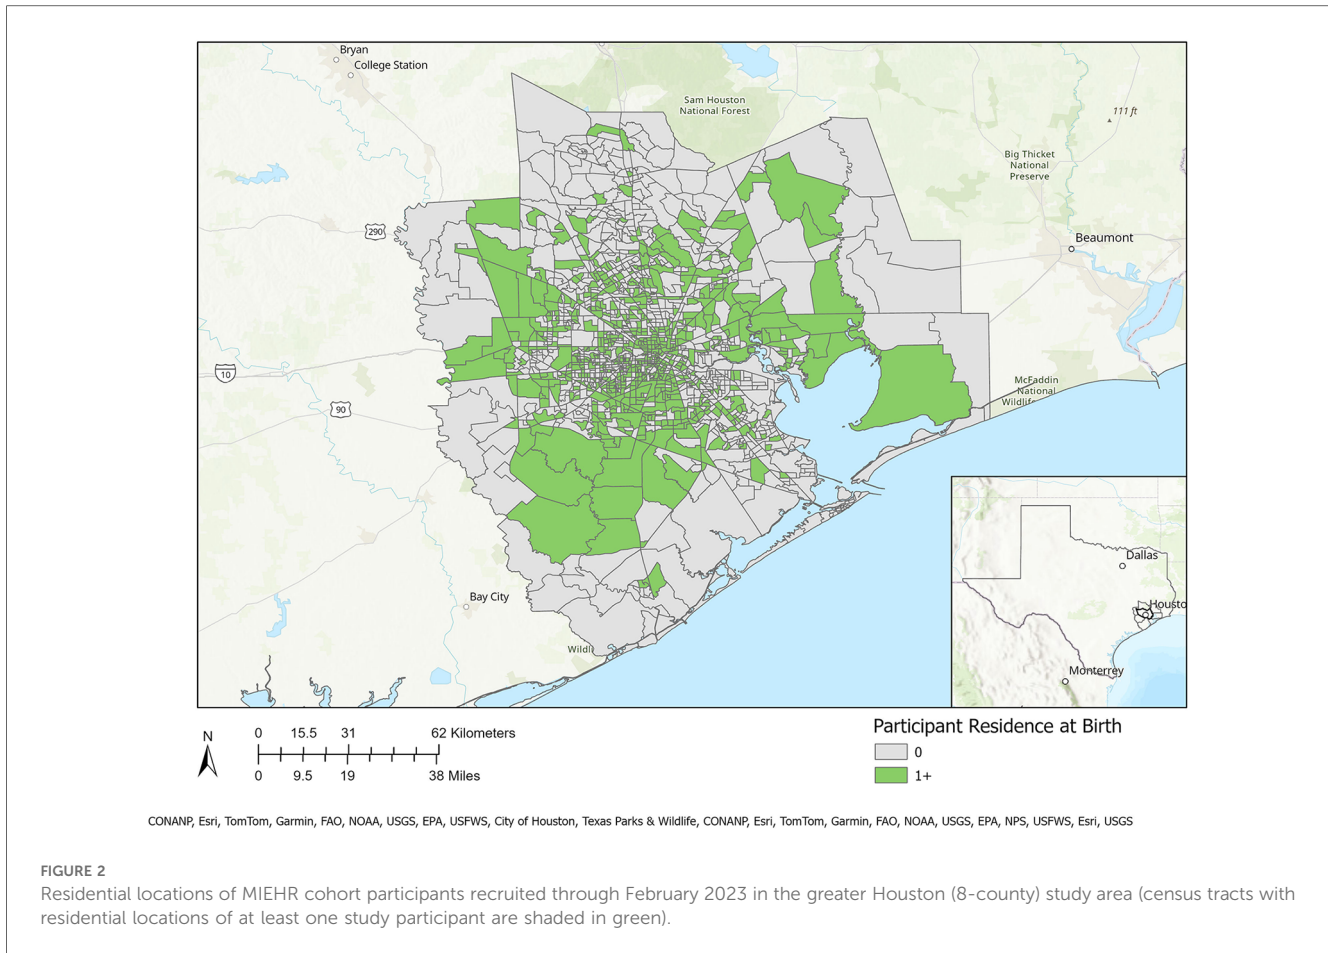 Bryan
College Station
Sam Houston
National Forest
111 ft
Big Thicket
National
Preserve
290
Beaumont
10
90
McFaddin
National
Wildlife
Bay City
Wildl
Dallas
Housto
Monterrey
N
0 15.5 31 62 Kilometers
0 9.5 19 38 Miles
Participant Residence at Birth
0
1+
CONANP, Esri, TomTom, Garmin, FAO, NOAA, USGS, EPA, USFWS, City of Houston, Texas Parks & Wildlife, CONANP, Esri, TomTom, Garmin, FAO, NOAA, USGS, EPA, NPS, USFWS, Esri, USGS
FIGURE 2
Residential locations of MIEHR cohort participants recruited through February 2023 in the greater Houston (8-county) study area (census tracts with
residential locations of at least one study participant are shaded in green).